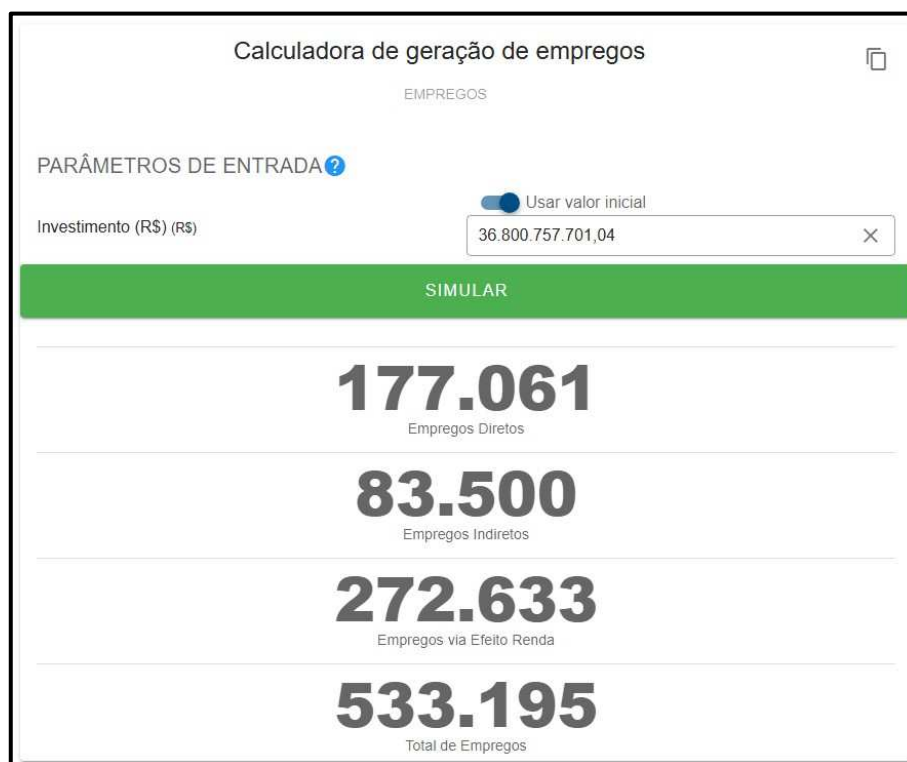 Calculadora de geração de empregos
EMPREGOS
PARÂMETROS DE ENTRADA?
Usar valor inicial
Investimento (R$) (R$)
36.800.757.701,04
SIMULAR
177.061
Empregos Diretos
83.500
Empregos Indiretos
272.633
Empregos via Efeito Renda
533.195
Total de Empregos